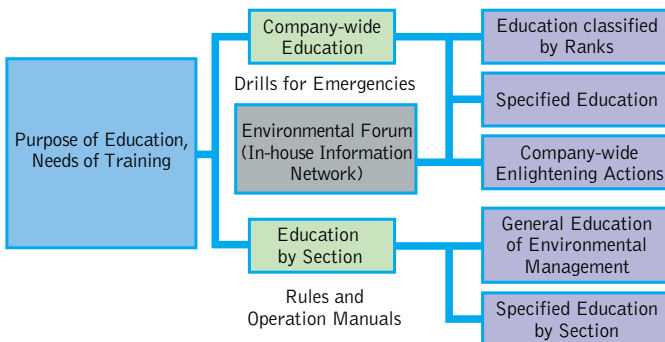 Purpose of Education,
Needs of Training
Company-wide
Education
Drills for Emergencies
Environmental Forum
(In-house Information
Network)
Education
by Section
Rules and
Operation Manuals
Education classified
by Ranks
Specified Education
Company-wide
Enlightening Actions
General Education
of Environmental
Management
Specified Education
by Section